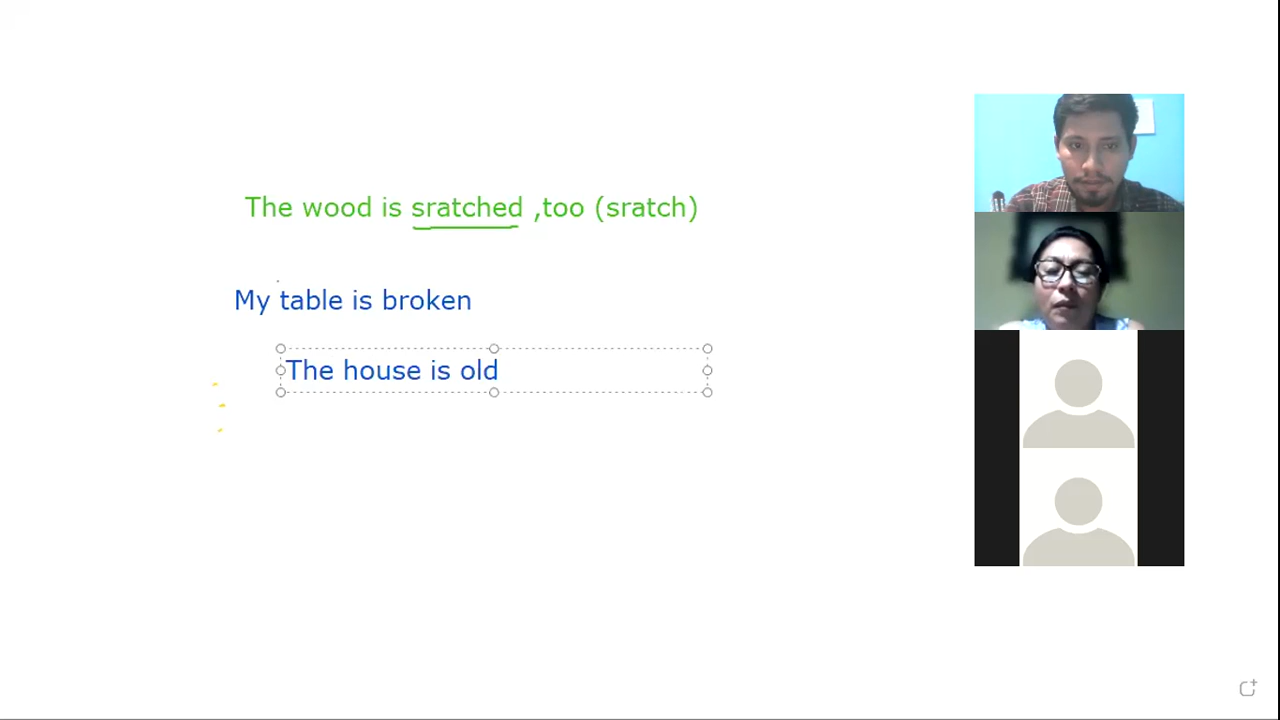 The wood is sratched ,too (sratch)
My table is broken
The house is old